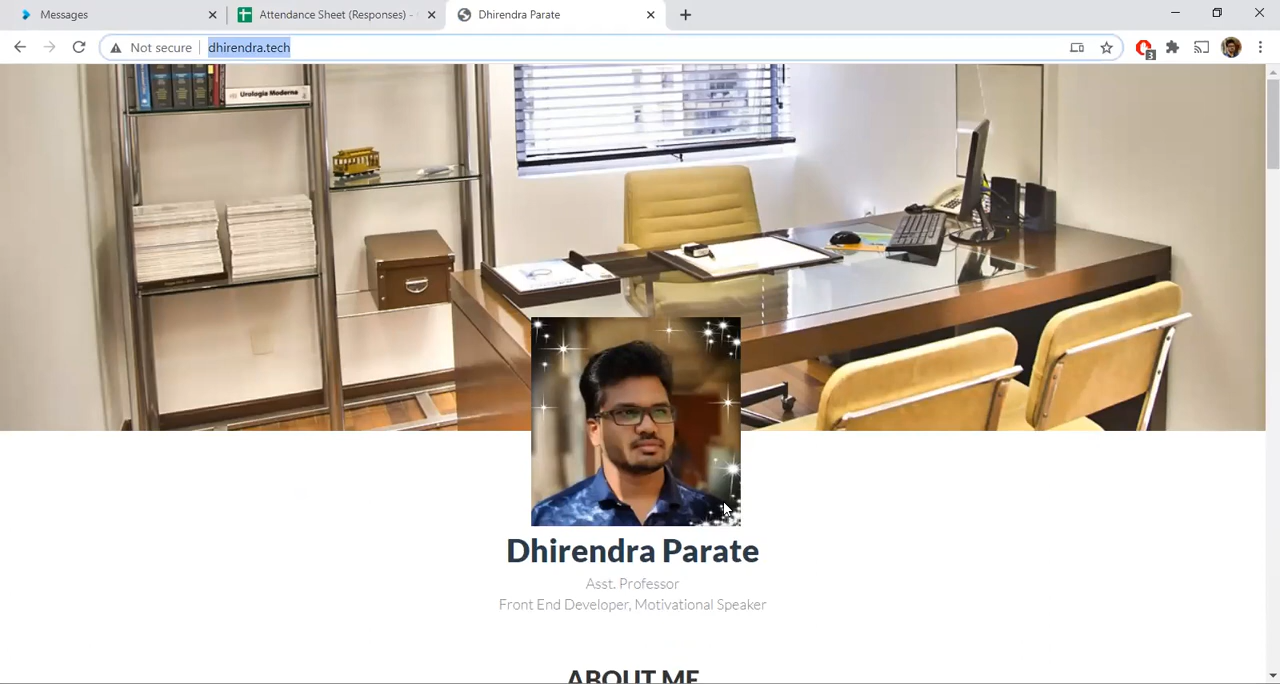 Messages
Attendance Sheet (Responses) -
Dhirendra Parate
Not secure
dhirendra.tech
3
Urologia Moderna
Dhirendra Parate
Asst. Professor
Front End Developer, Motivational Speaker
ABOUT ME